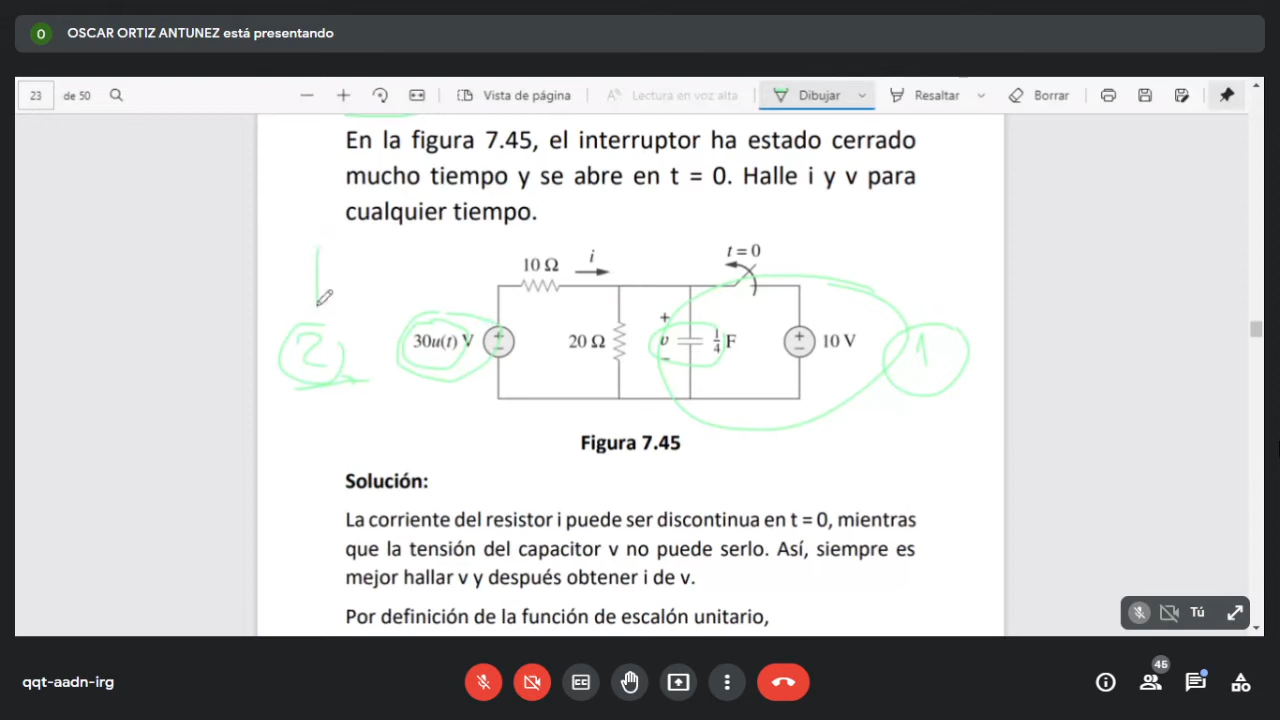 O OSCAR ORTIZ ANTUNEZ está presentando
23 de 50 Vista de página Lectura en voz alta Dibujar Resaltar Borrar
En la figura 7.45, el interruptor ha estado cerrado
mucho tiempo y se abre en t = 0. Halle i y v para
cualquier tiempo.
t = 0
10 Ω i
+
30u(t) V + − 20 Ω v 1/4 F + − 10 V
−
2 1
Figura 7.45
Solución:
La corriente del resistor i puede ser discontinua en t = 0, mientras
que la tensión del capacitor v no puede serlo. Así, siempre es
mejor hallar v y después obtener i de v.
Por definición de la función de escalón unitario,
Tú
qqt-aadn-irg
CC
45